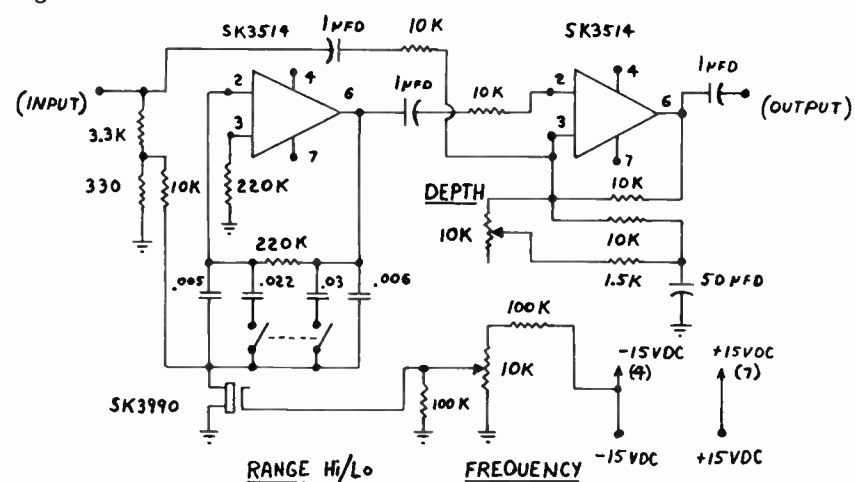 1µFD
SK3514
10K
SK3514
4
6
2
3
7
1µFD
10K
4
6
2
3
7
1µFD
(INPUT)
(OUTPUT)
3.3K
330
10K
220K
DEPTH
10K
10K
10K
1.5K
50µFD
220K
.005
.022
.03
.006
100K
10K
100K
-15VDC
(4)
+15VDC
(7)
SK3990
-15VDC
+15VDC
RANGE Hi/Lo
FREQUENCY